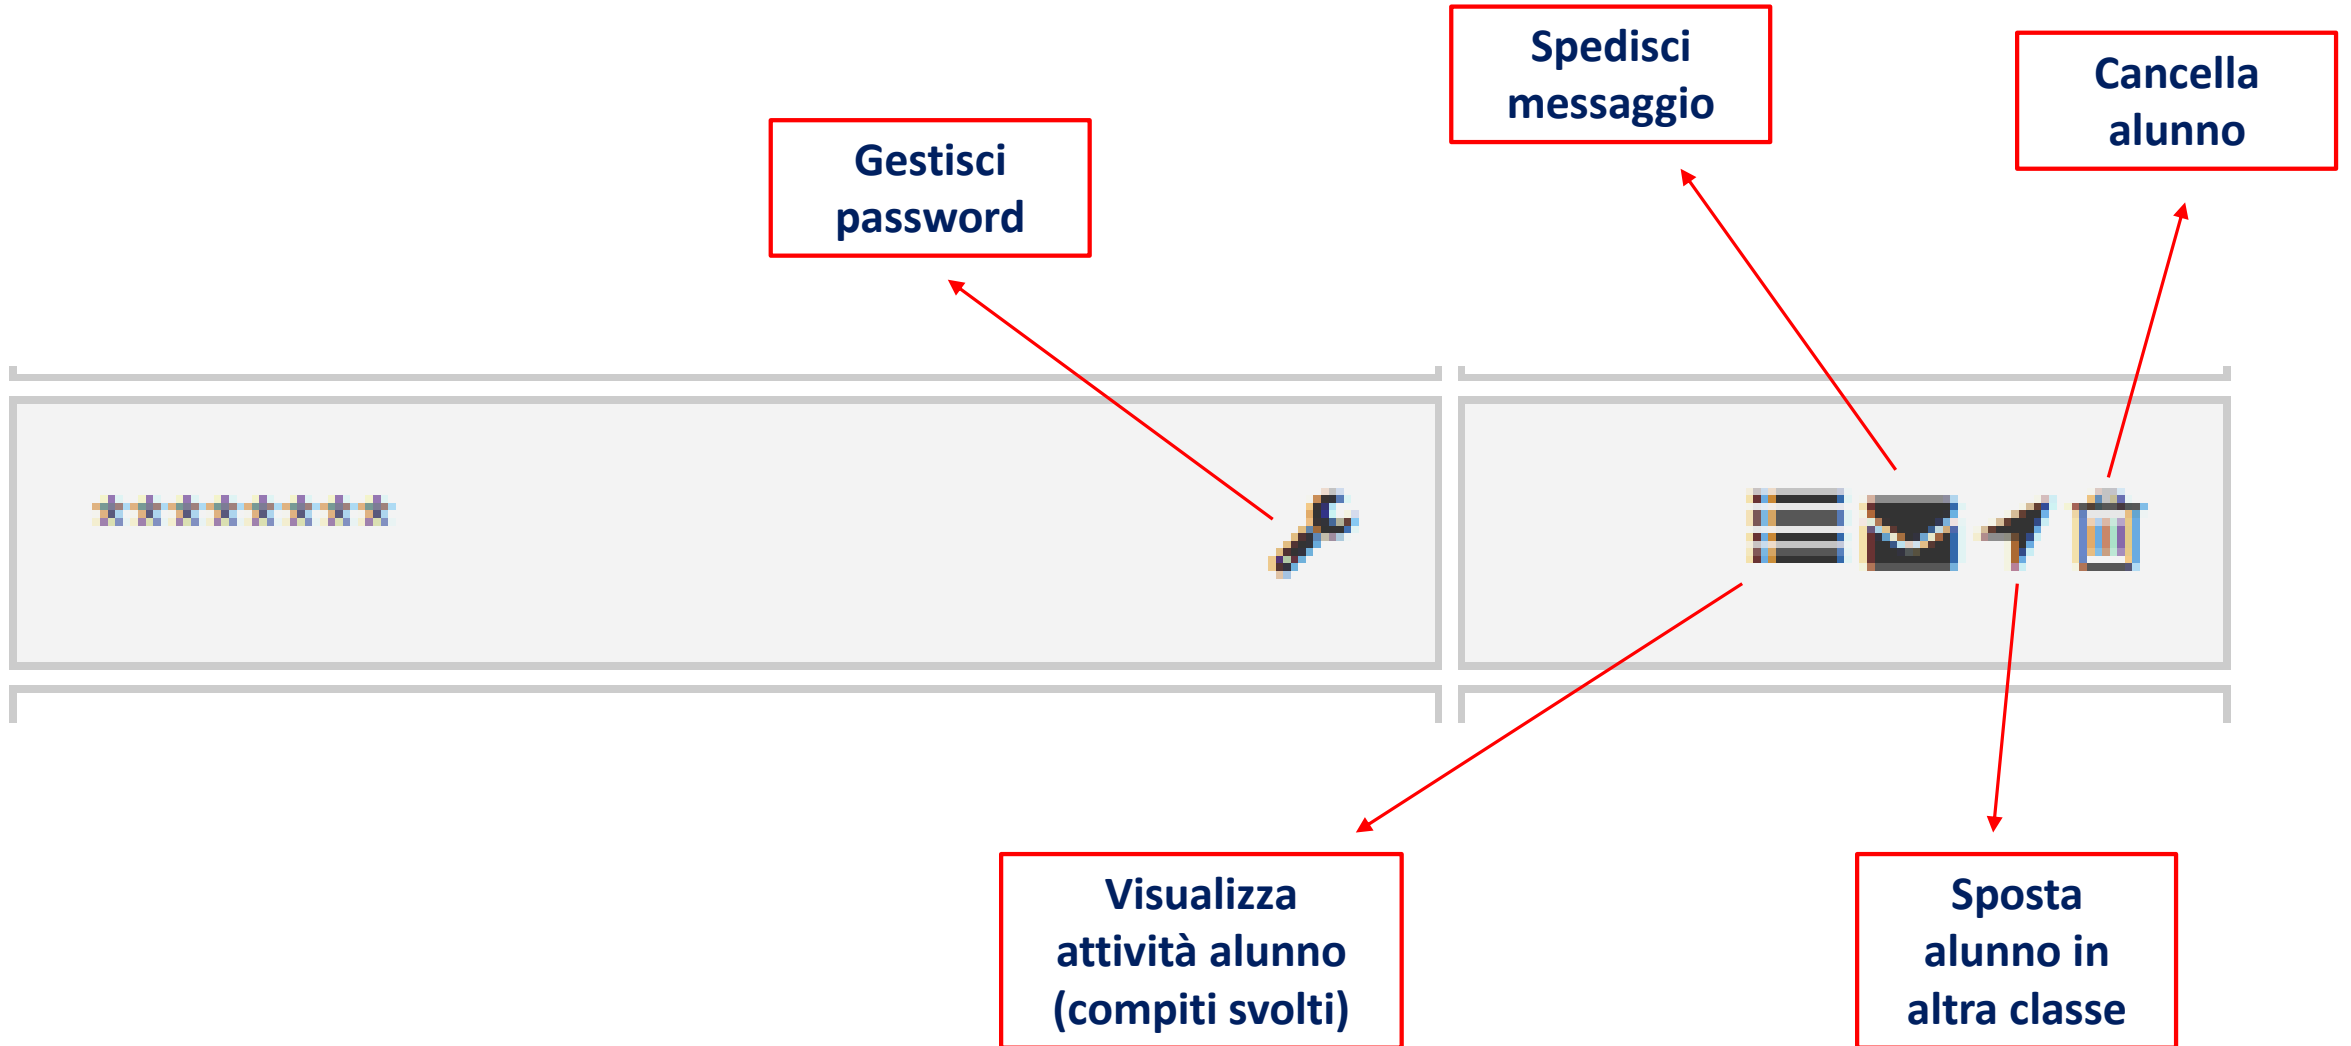 Spedisci
messaggio
Cancella
alunno
Gestisci
password
********
Visualizza
attività alunno
(compiti svolti)
Sposta
alunno in
altra classe